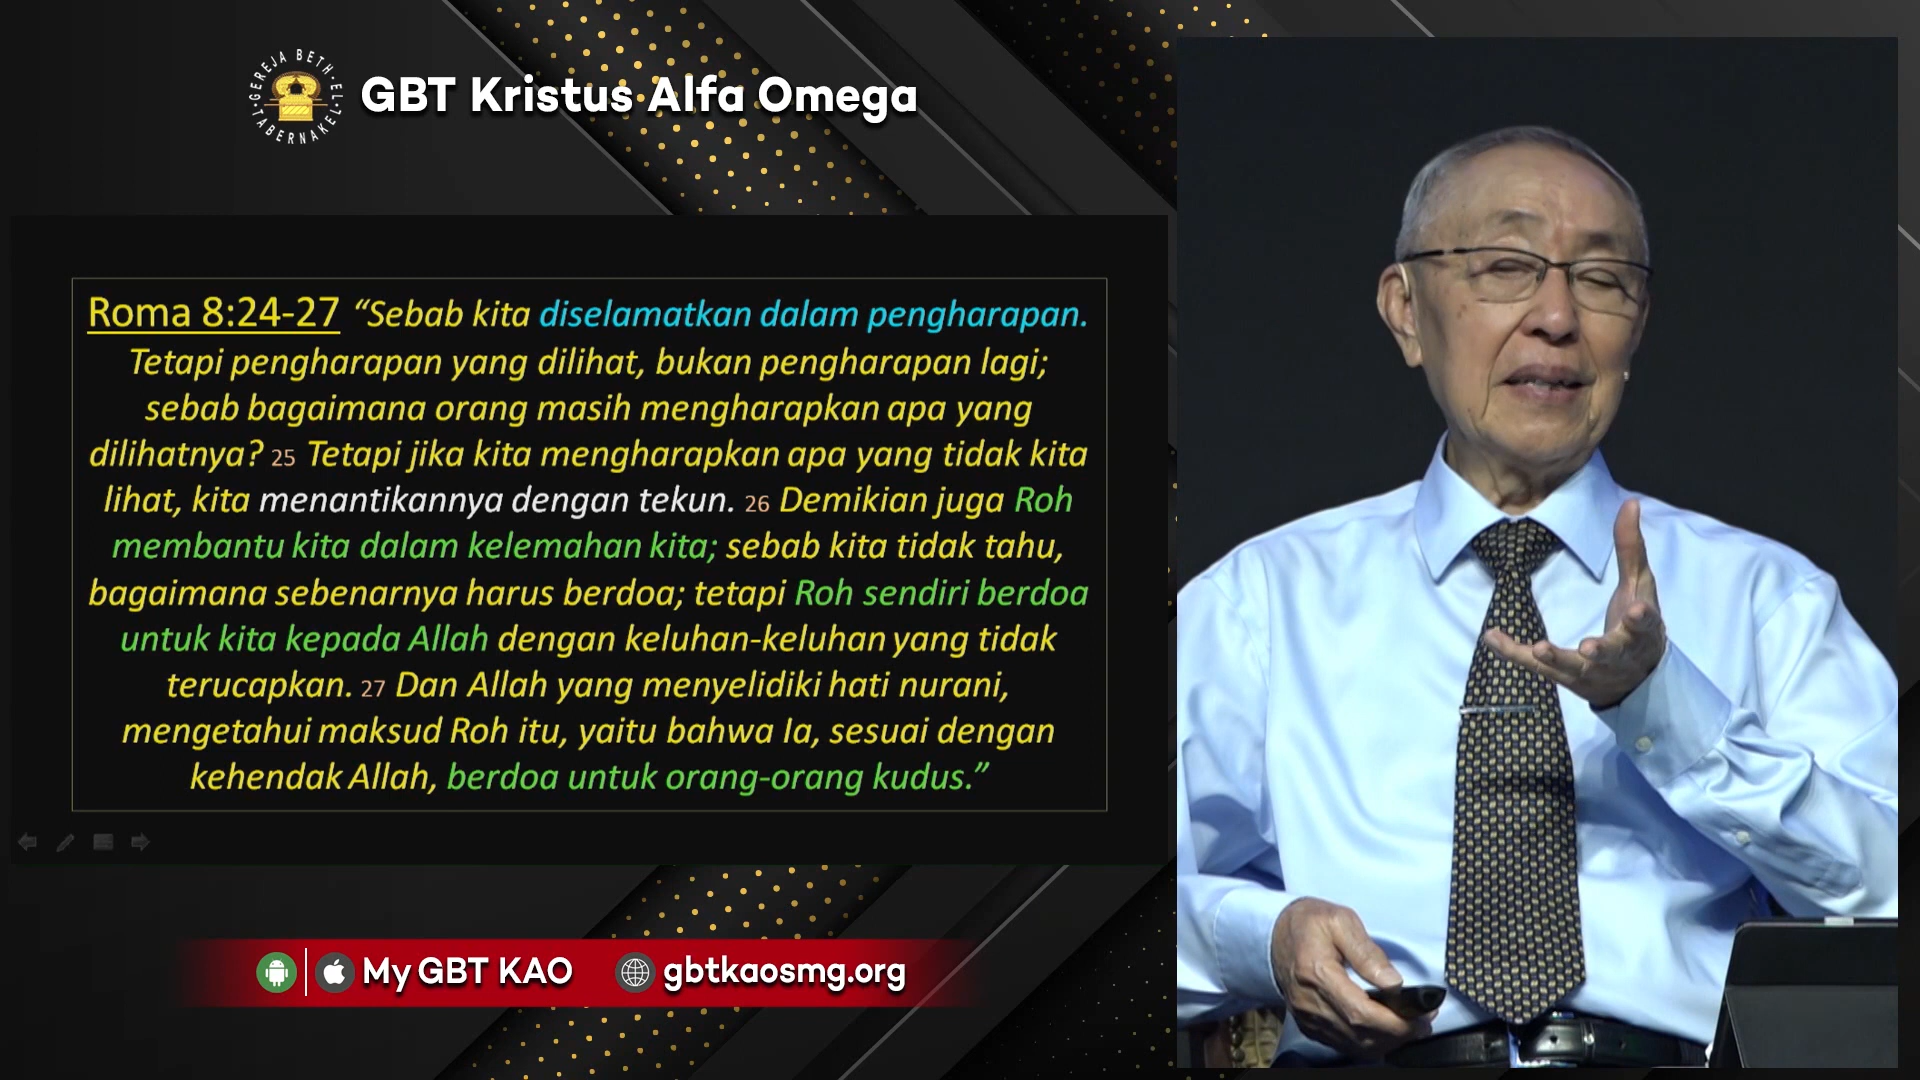 GEREJA BETH-EL
TABERNAKEL
GBT Kristus Alfa Omega
Roma 8:24-27 “Sebab kita diselamatkan dalam pengharapan.
Tetapi pengharapan yang dilihat, bukan pengharapan lagi;
sebab bagaimana orang masih mengharapkan apa yang
dilihatnya? 25 Tetapi jika kita mengharapkan apa yang tidak kita
lihat, kita menantikannya dengan tekun. 26 Demikian juga Roh
membantu kita dalam kelemahan kita; sebab kita tidak tahu,
bagaimana sebenarnya harus berdoa; tetapi Roh sendiri berdoa
untuk kita kepada Allah dengan keluhan-keluhan yang tidak
terucapkan. 27 Dan Allah yang menyelidiki hati nurani,
mengetahui maksud Roh itu, yaitu bahwa Ia, sesuai dengan
kehendak Allah, berdoa untuk orang-orang kudus.”
My GBT KAO
gbtkaosmg.org